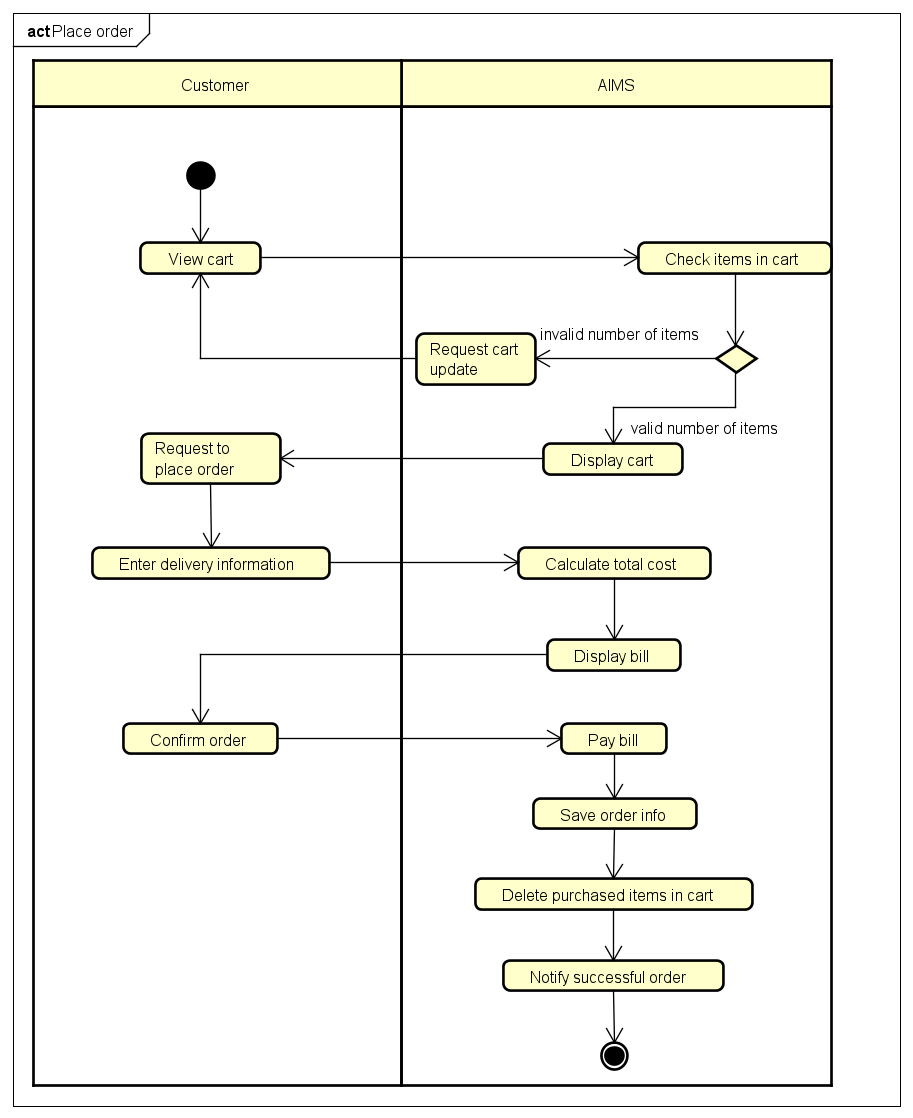 act Place order
Customer
AIMS
View cart
Check items in cart
invalid number of items
Request cart
update
valid number of items
Request to
place order
Display cart
Enter delivery information
Calculate total cost
Display bill
Confirm order
Pay bill
Save order info
Delete purchased items in cart
Notify successful order